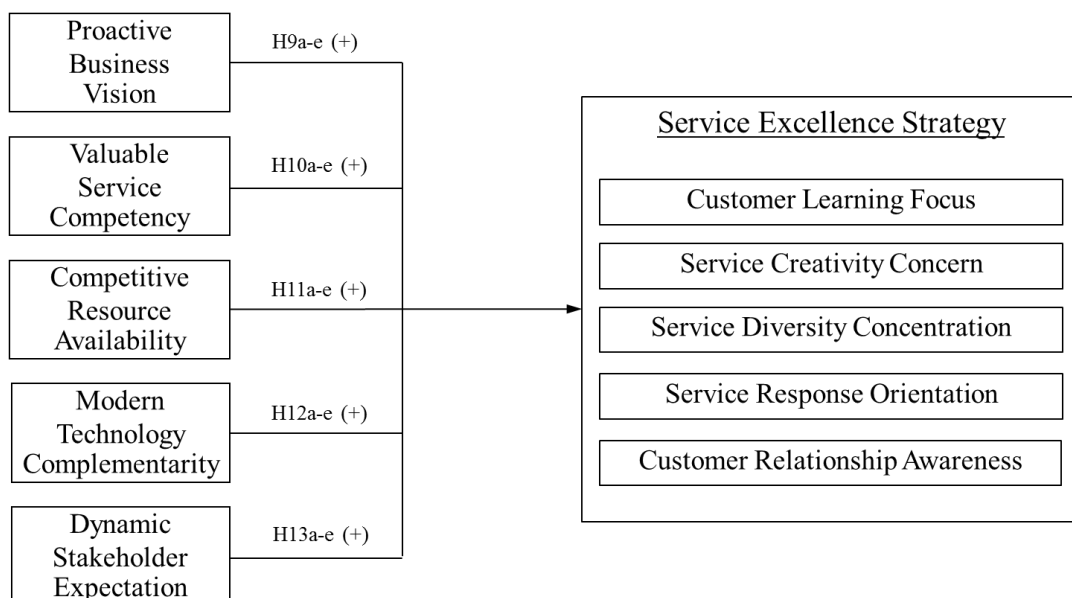 Proactive
Business
Vision
H9a-e (+)
Valuable
Service
Competency
H10a-e (+)
Competitive
Resource
Availability
H11a-e (+)
Modern
Technology
Complementarity
H12a-e (+)
Dynamic
Stakeholder
Expectation
H13a-e (+)
Service Excellence Strategy
Customer Learning Focus
Service Creativity Concern
Service Diversity Concentration
Service Response Orientation
Customer Relationship Awareness